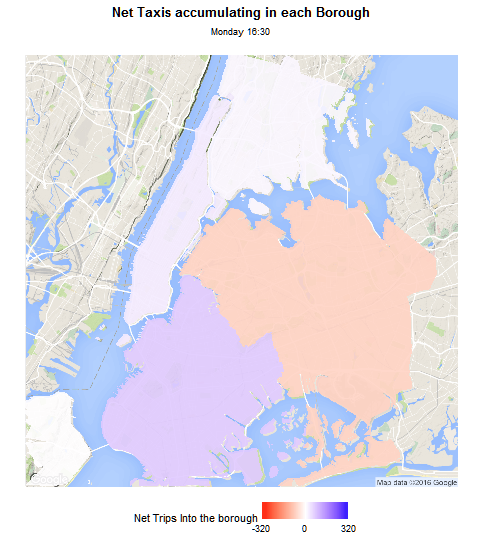 Net Taxis accumulating in each Borough
Monday 16:30
Map data ©2016 Google
Net Trips Into the borough
-320 0 320